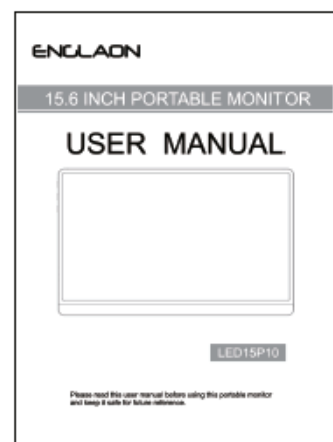 ENGLAON
15.6 INCH PORTABLE MONITOR
USER MANUAL
LED15P10
Please read this user manual before using this portable monitor
and keep it safe for future reference.